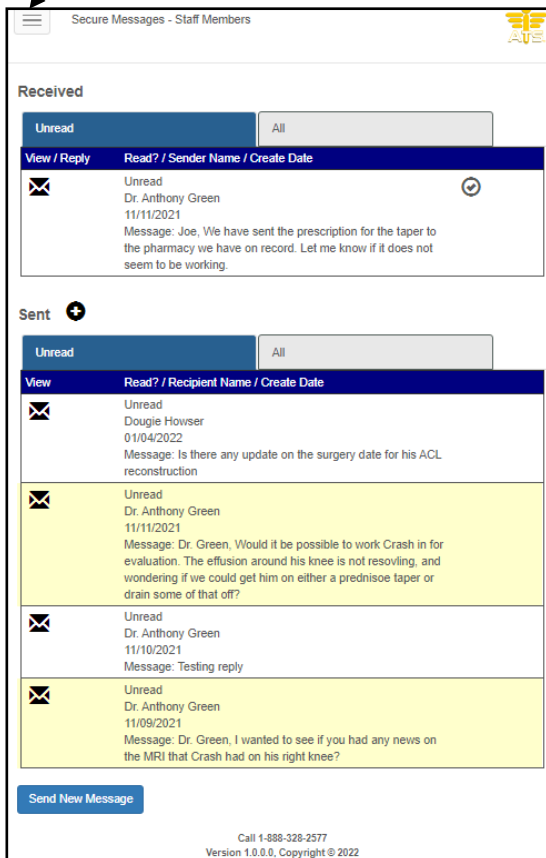 Secure Messages - Staff Members
ATS
Received
Unread All
View / Reply Read? / Sender Name / Create Date
Unread
Dr. Anthony Green
11/11/2021
Message: Joe, We have sent the prescription for the taper to
the pharmacy we have on record. Let me know if it does not
seem to be working.
Sent
Unread All
View Read? / Recipient Name / Create Date
Unread
Dougie Howser
01/04/2022
Message: Is there any update on the surgery date for his ACL
reconstruction
Unread
Dr. Anthony Green
11/11/2021
Message: Dr. Green, Would it be possible to work Crash in for
evaluation. The effusion around his knee is not resovling, and
wondering if we could get him on either a prednisoe taper or
drain some of that off?
Unread
Dr. Anthony Green
11/10/2021
Message: Testing reply
Unread
Dr. Anthony Green
11/09/2021
Message: Dr. Green, I wanted to see if you had any news on
the MRI that Crash had on his right knee?
Send New Message
Call 1-888-328-2577
Version 1.0.0.0, Copyright © 2022